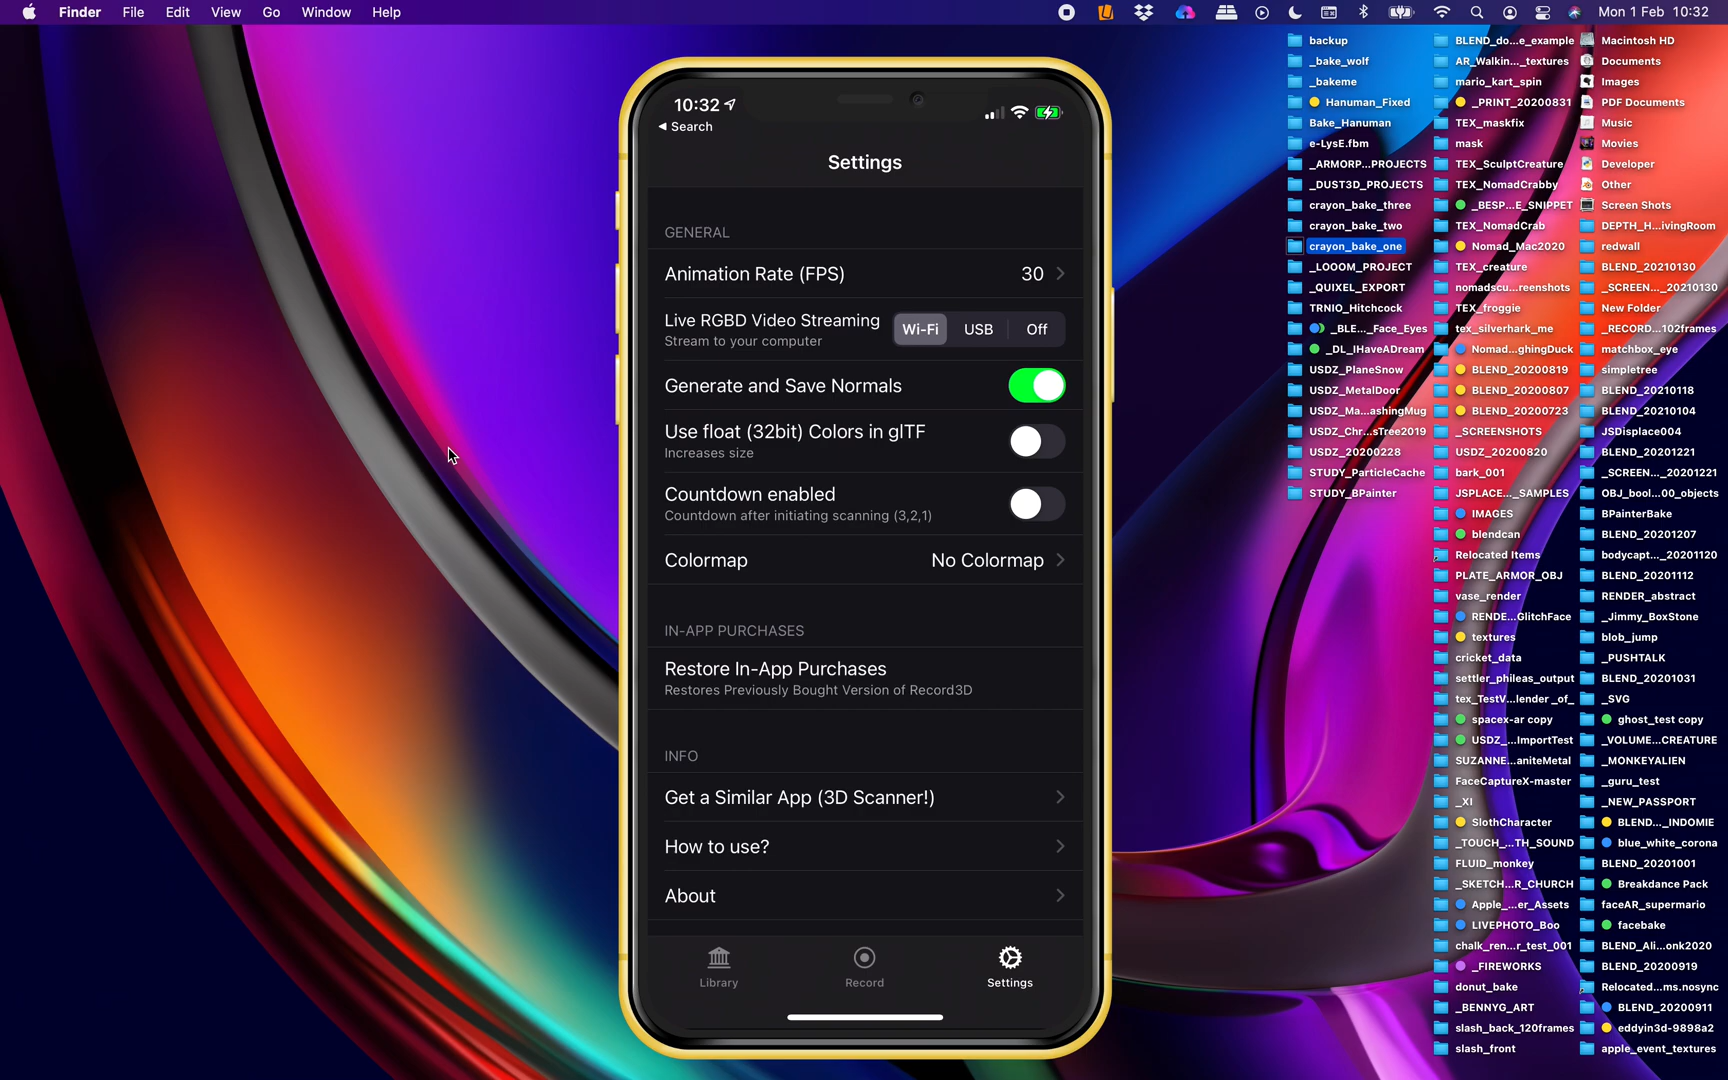 Finder File Edit View Go Window Help
Mon 1 Feb 10:32
10:32
◀ Search
Settings
GENERAL
Animation Rate (FPS) 30
Live RGBD Video Streaming
Stream to your computer
Wi-Fi USB Off
Generate and Save Normals
Use float (32bit) Colors in glTF
Increases size
Countdown enabled
Countdown after initiating scanning (3,2,1)
Colormap No Colormap
IN-APP PURCHASES
Restore In-App Purchases
Restores Previously Bought Version of Record3D
INFO
Get a Similar App (3D Scanner!)
How to use?
About
Library Record Settings
backup
_bake_wolf
_bakeme
Hanuman_Fixed
Bake_Hanuman
e-LysE.fbm
_ARMORP...PROJECTS
_DUST3D_PROJECTS
crayon_bake_three
crayon_bake_two
crayon_bake_one
_LOOOM_PROJECT
_QUIXEL_EXPORT
TRNIO_Hitchcock
_BLE..._Face_Eyes
_DL_IHaveADream
USDZ_PlaneSnow
USDZ_MetalDoor
USDZ_Ma...ashingMug
USDZ_Chr...sTree2019
USDZ_20200228
STUDY_ParticleCache
STUDY_BPainter
BLEND_do...e_example
AR_Walkin..._textures
mario_kart_spin
_PRINT_20200831
TEX_maskfix
mask
TEX_SculptCreature
TEX_NomadCrabby
_BESP...E_SNIPPET
TEX_NomadCrab
Nomad_Mac2020
TEX_creature
nomadscu...reenshots
TEX_froggie
tex_silverhark_me
Nomad...ghingDuck
BLEND_20200819
BLEND_20200807
BLEND_20200723
_SCREENSHOTS
USDZ_20200820
bark_001
JSPLACE..._SAMPLES
IMAGES
blendcan
Relocated Items
PLATE_ARMOR_OBJ
vase_render
RENDE...GlitchFace
textures
cricket_data
settler_phileas_output
tex_TestV...lender_of_
spacex-ar copy
USDZ_...ImportTest
SUZANNE...aniteMetal
FaceCaptureX-master
_XI
SlothCharacter
_TOUCH_...TH_SOUND
FLUID_monkey
_SKETCH...R_CHURCH
Apple_...er_Assets
LIVEPHOTO_Boo
chalk_ren...r_test_001
_FIREWORKS
donut_bake
_BENNYG_ART
slash_back_120frames
slash_front
Macintosh HD
Documents
Images
PDF Documents
Music
Movies
Developer
Other
Screen Shots
DEPTH_H...ivingRoom
redwall
BLEND_20210130
_SCREEN..._20210130
New Folder
_RECORD...102frames
matchbox_eye
simpletree
BLEND_20210118
BLEND_20210104
JSDisplace004
BLEND_20201221
_SCREEN..._20201221
OBJ_bool...00_objects
BPainterBake
BLEND_20201207
bodycapt..._20201120
BLEND_20201112
RENDER_abstract
_Jimmy_BoxStone
blob_jump
_PUSHTALK
BLEND_20201031
_SVG
ghost_test copy
_VOLUME...CREATURE
_MONKEYALIEN
_guru_test
_NEW_PASSPORT
BLEND..._INDOMIE
blue_white_corona
BLEND_20201001
Breakdance Pack
faceAR_supermario
facebake
BLEND_Ali...onk2020
BLEND_20200919
Relocated...ms.nosync
BLEND_20200911
eddyin3d-9898a2
apple_event_textures